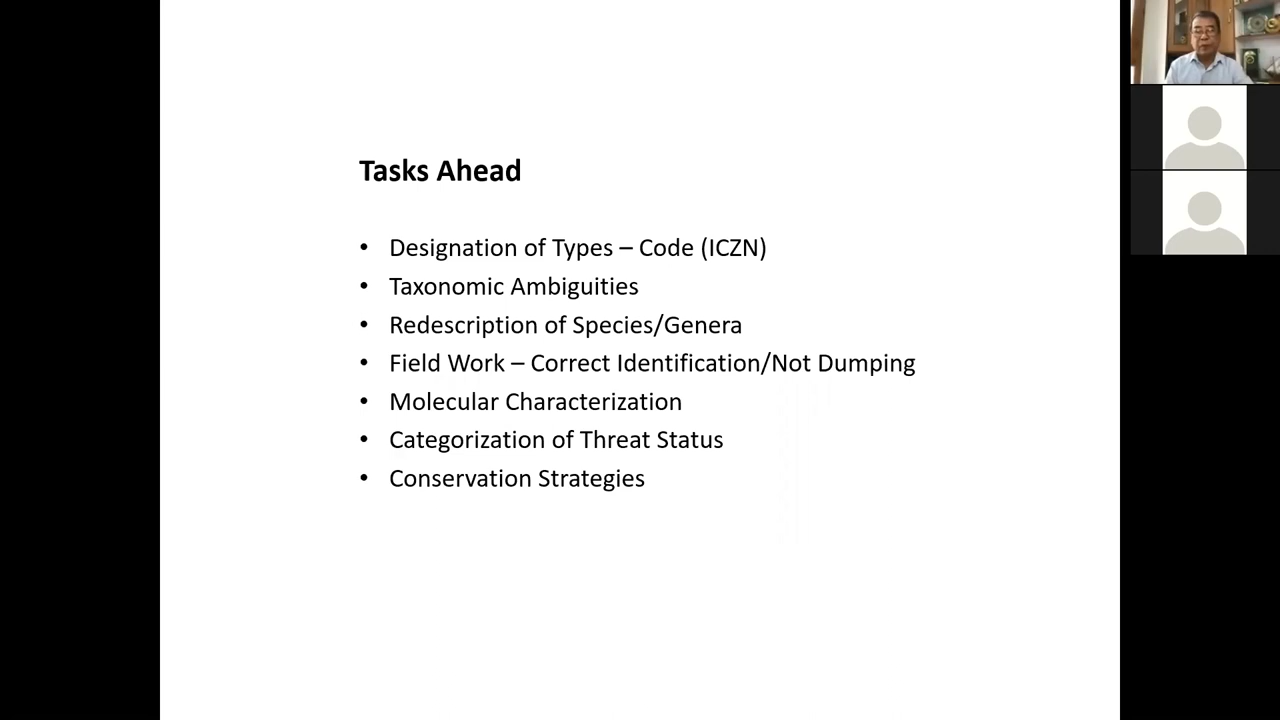 Tasks Ahead
• Designation of Types – Code (ICZN)
• Taxonomic Ambiguities
• Redescription of Species/Genera
• Field Work – Correct Identification/Not Dumping
• Molecular Characterization
• Categorization of Threat Status
• Conservation Strategies